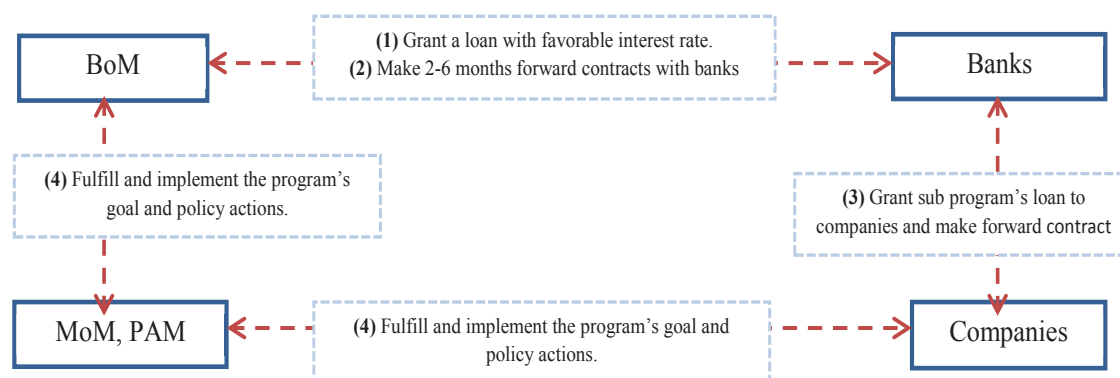 BoM
(1) Grant a loan with favorable interest rate.
(2) Make 2-6 months forward contracts with banks
Banks
(4) Fulfill and implement the program’s
goal and policy actions.
(3) Grant sub program’s loan to
companies and make forward contract
MoM, PAM
(4) Fulfill and implement the program’s goal and
policy actions.
Companies